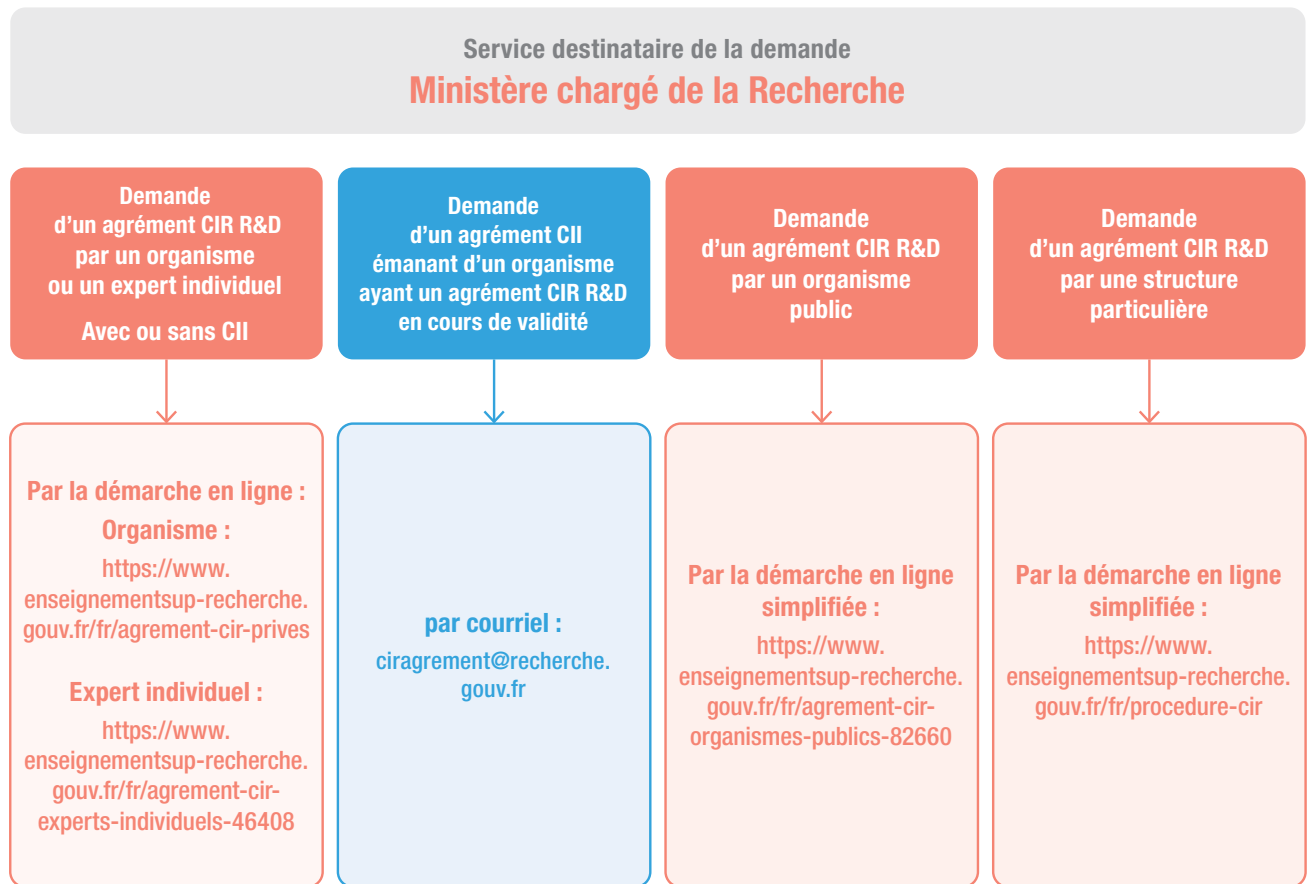 Service destinataire de la demande
Ministère chargé de la Recherche
Demande
d’un agrément CIR R&D
par un organisme
ou un expert individuel
Avec ou sans CII
Demande
d’un agrément CII
émanant d’un organisme
ayant un agrément CIR R&D
en cours de validité
Demande
d’un agrément CIR R&D
par un organisme
public
Demande
d’un agrément CIR R&D
par une structure
particulière
Par la démarche en ligne :
Organisme :
https://www.
enseignementsup-recherche.
gouv.fr/fr/agrement-cir-prives
Expert individuel :
https://www.
enseignementsup-recherche.
gouv.fr/fr/agrement-cir-
experts-individuels-46408
par courriel :
ciragrement@recherche.
gouv.fr
Par la démarche en ligne
simplifiée :
https://www.
enseignementsup-recherche.
gouv.fr/fr/agrement-cir-
organismes-publics-82660
Par la démarche en ligne
simplifiée :
https://www.
enseignementsup-recherche.
gouv.fr/fr/procedure-cir